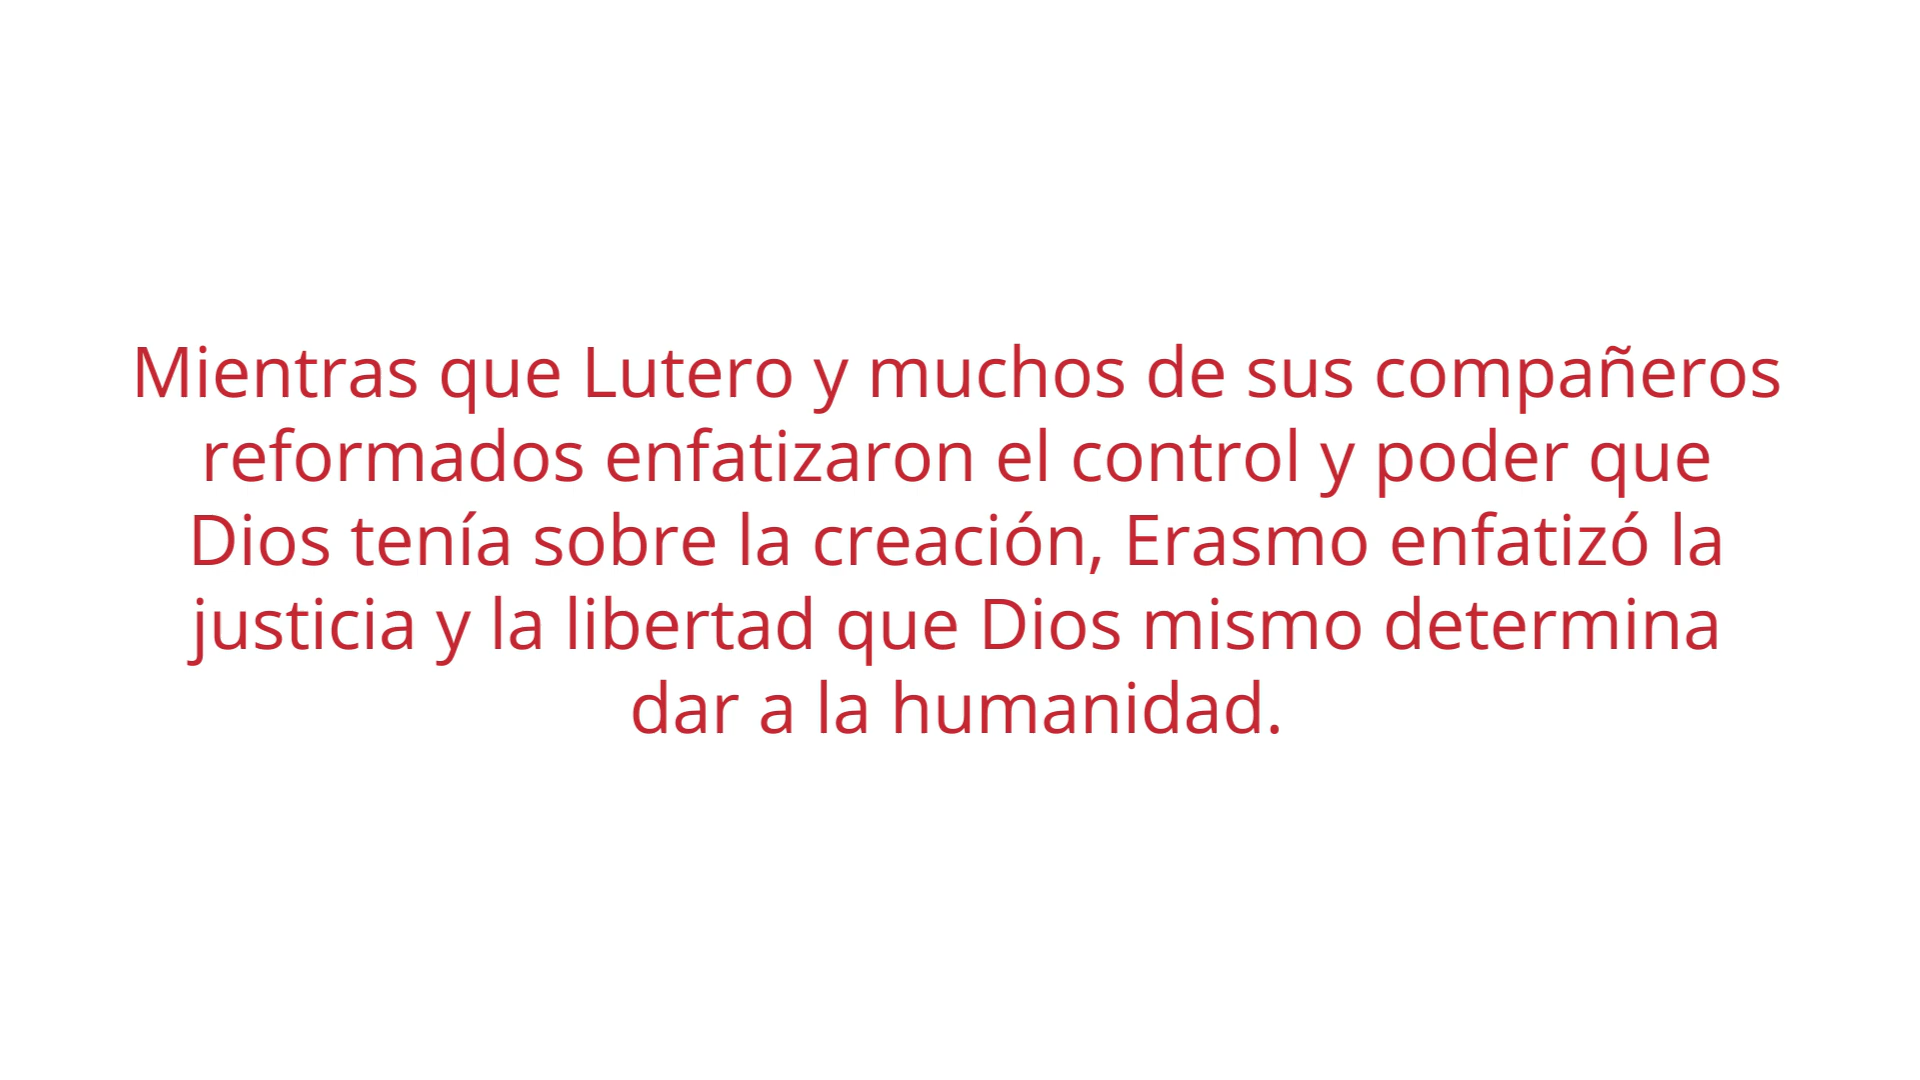 Mientras que Lutero y muchos de sus compañeros
reformados enfatizaron el control y poder que
Dios tenía sobre la creación, Erasmo enfatizó la
justicia y la libertad que Dios mismo determina
dar a la humanidad.